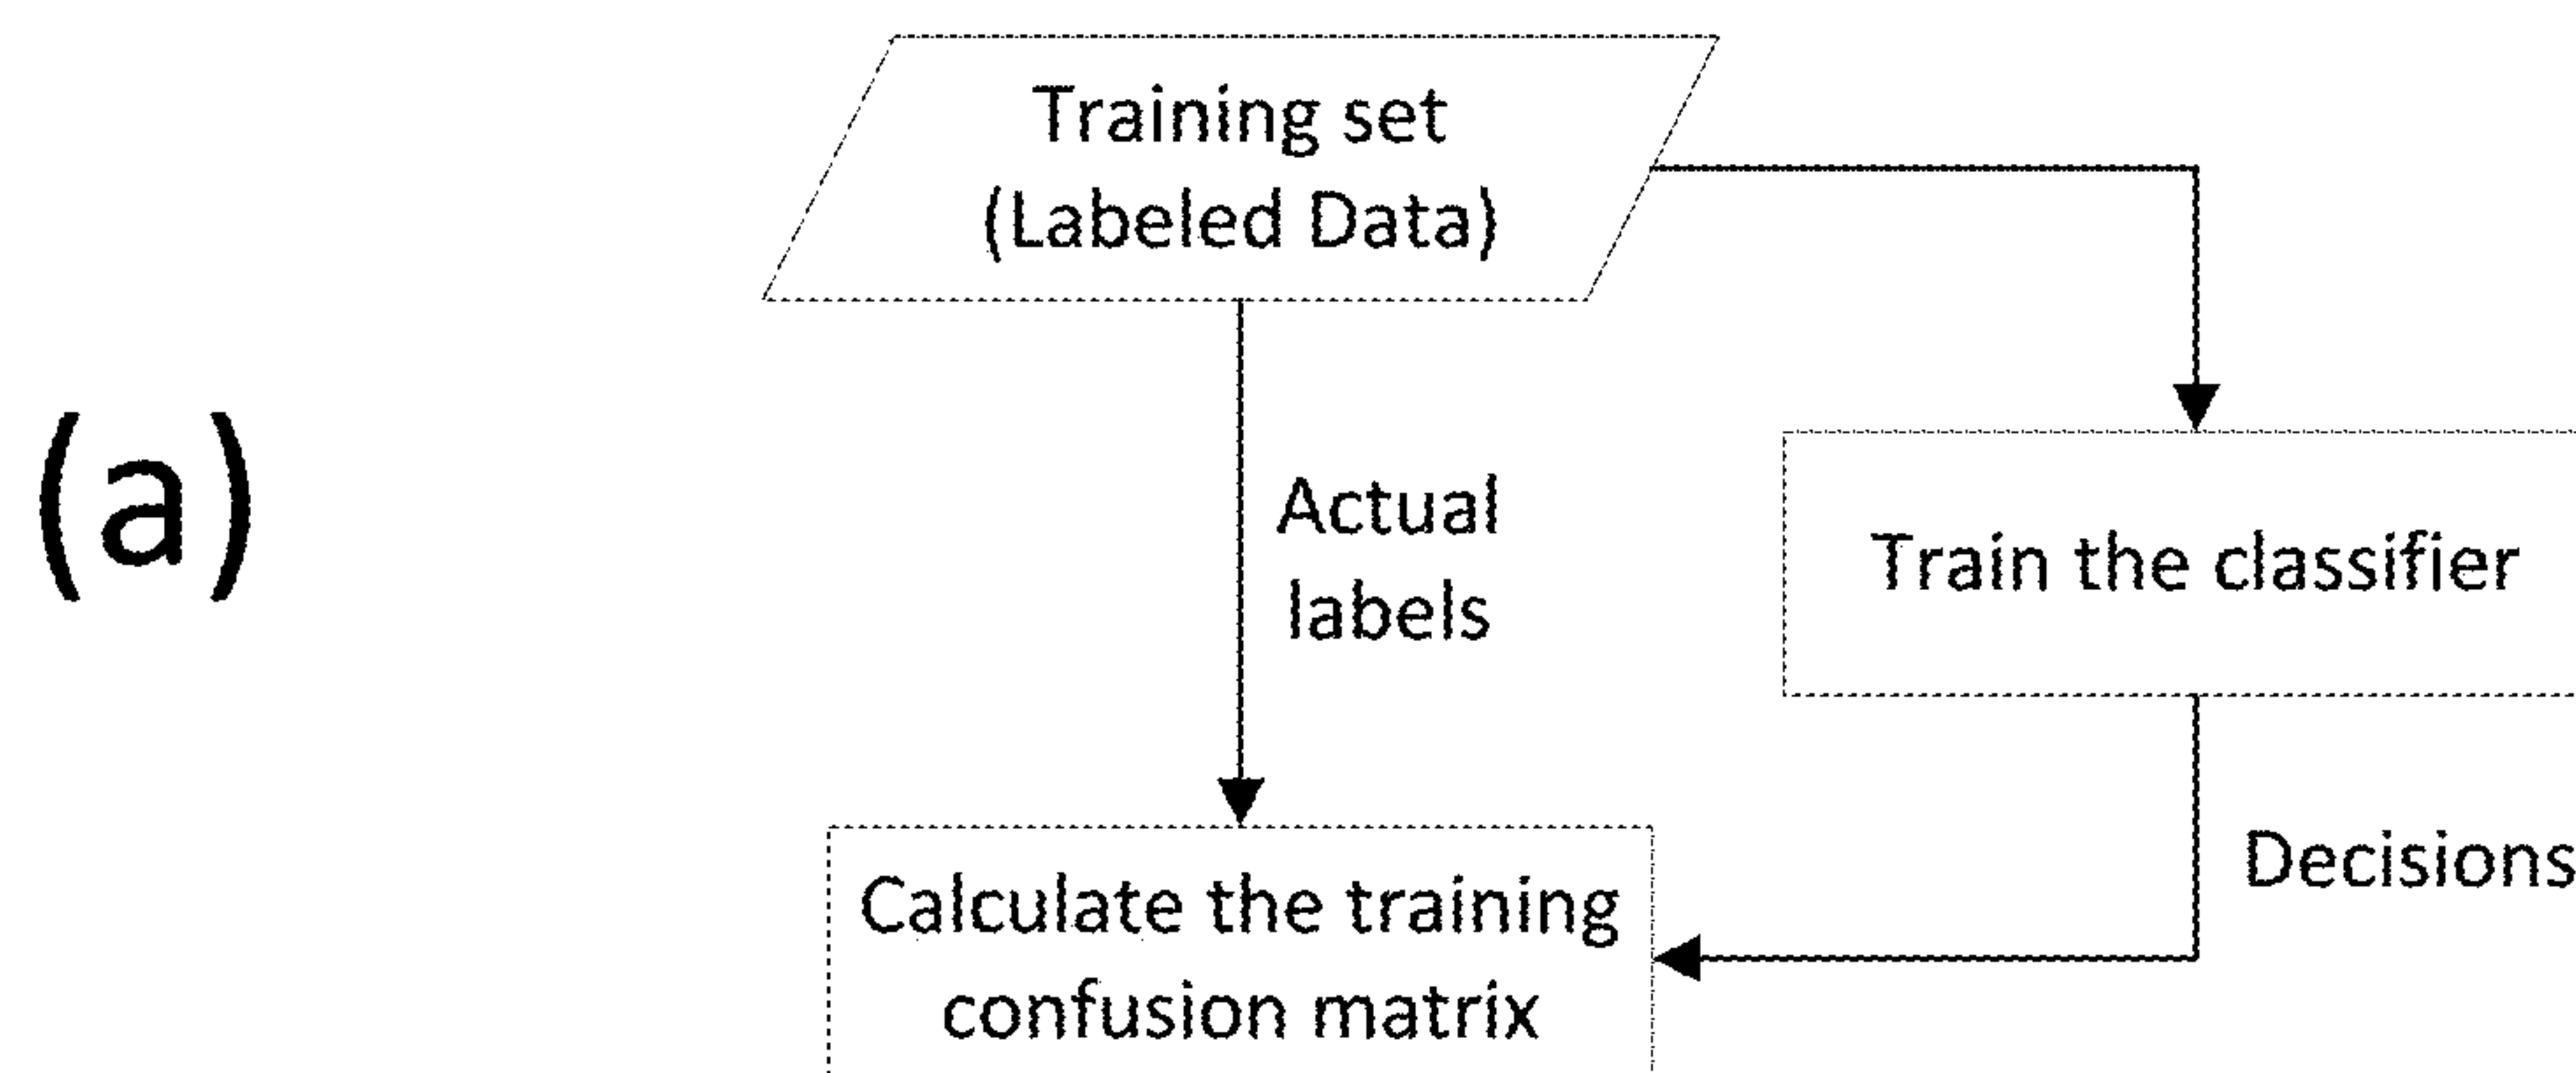 Training set
(Labeled Data)
(a)
Actual
labels
Train the classifier
Decisions
Calculate the training
confusion matrix